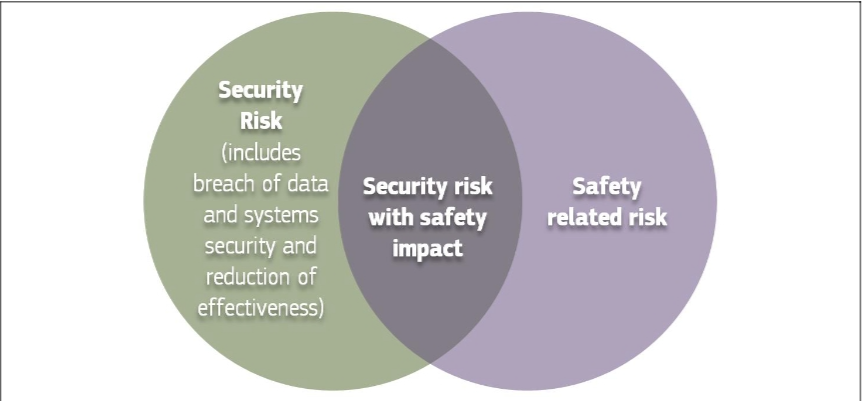 Security
Risk
(includes
breach of data
and systems
security and
reduction of
effectiveness)
Security risk
with safety
impact
Safety
related risk